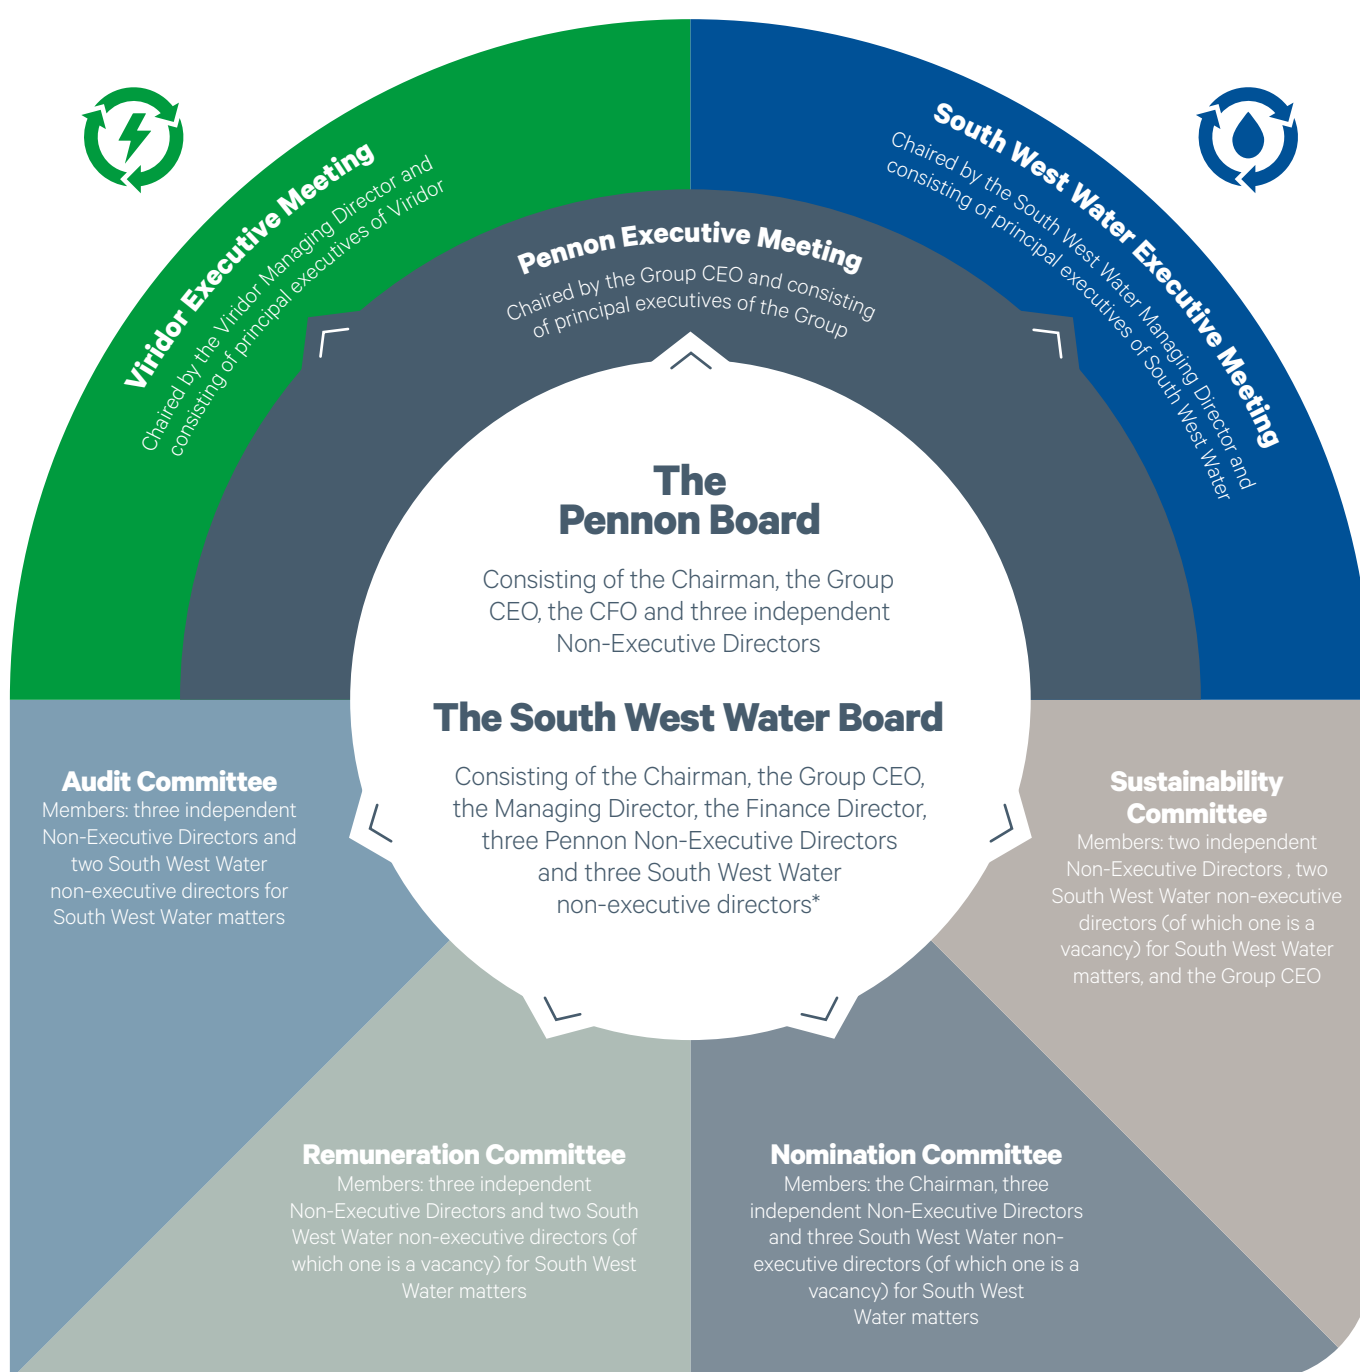 Viridor Executive Meeting
Chaired by the Viridor Managing Director and
consisting of principal executives of Viridor
Pennon Executive Meeting
Chaired by the Group CEO and consisting
of principal executives of the Group
South West Water Executive Meeting
Chaired by the South West Water Managing Director and
consisting of principal executives of South West Water
The
Pennon Board
Consisting of the Chairman, the Group
CEO, the CFO and three independent
Non-Executive Directors
The South West Water Board
Consisting of the Chairman, the Group CEO,
the Managing Director, the Finance Director,
three Pennon Non-Executive Directors
and three South West Water
non-executive directors*
Audit Committee
Members: three independent
Non-Executive Directors and
two South West Water
non-executive directors for
South West Water matters
Sustainability
Committee
Members: two independent
Non-Executive Directors , two
South West Water non-executive
directors (of which one is a
vacancy) for South West Water
matters, and the Group CEO
Remuneration Committee
Members: three independent
Non-Executive Directors and two South
West Water non-executive directors (of
which one is a vacancy) for South West
Water matters
Nomination Committee
Members: the Chairman, three
independent Non-Executive Directors
and three South West Water non-
executive directors (of which one is a
vacancy) for South West
Water matters